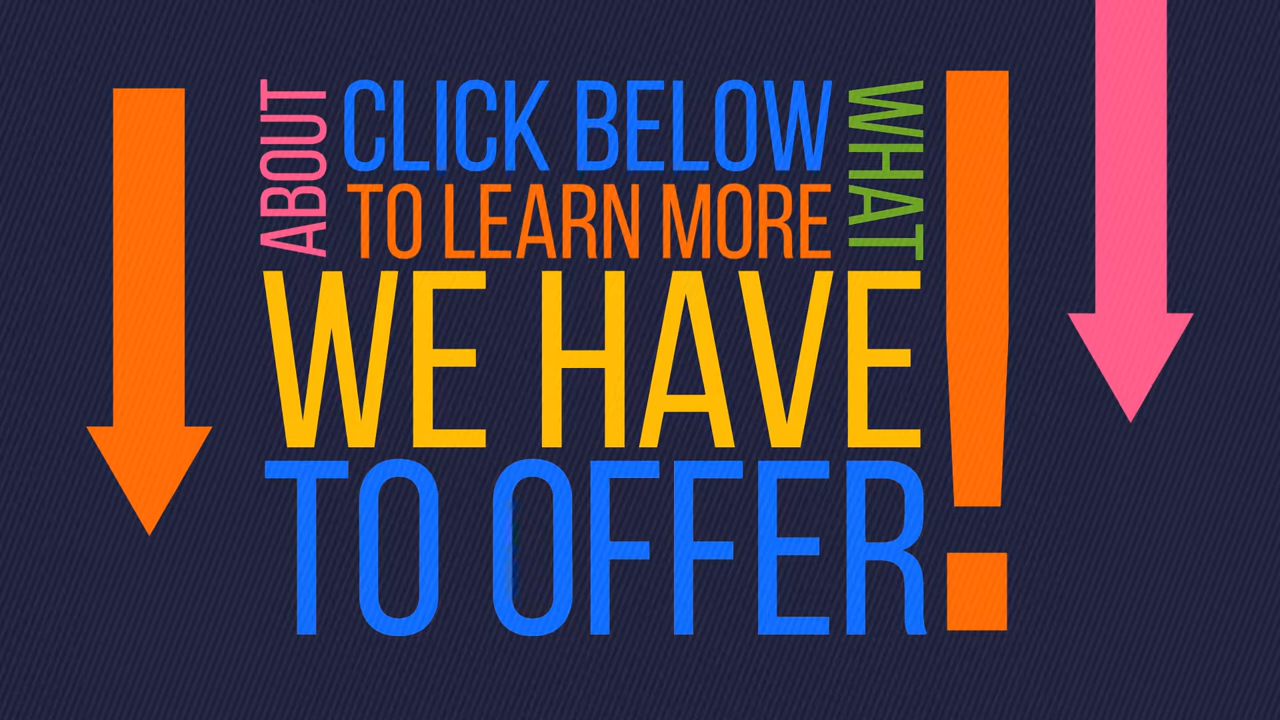 CLICK BELOW
TO LEARN MORE
ABOUT
WHAT
WE HAVE
TO OFFER!